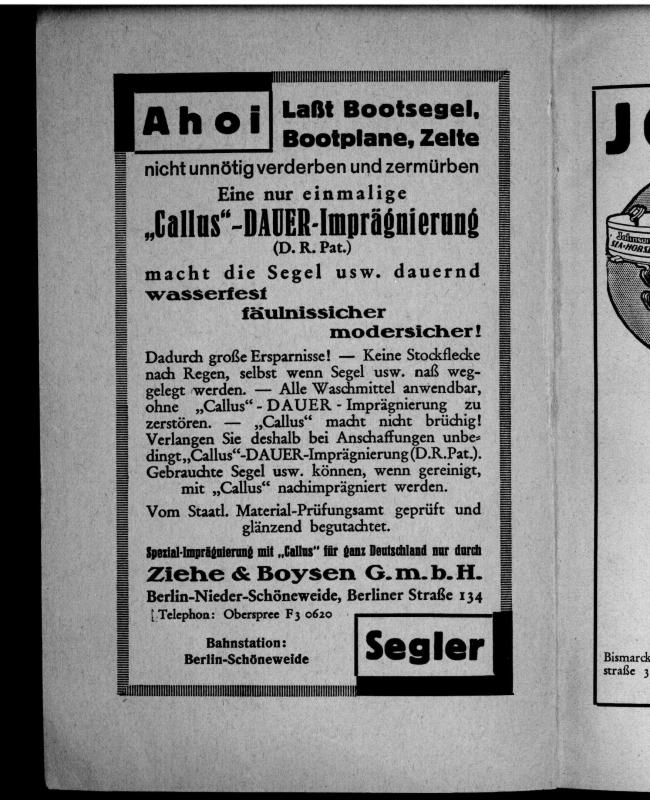 Ahoi
Laßt Bootsegel,
Bootplane, Zelte
nicht unnötig verderben und zermürben
Eine nur einmalige
„Callus“-DAUER-Imprägnierung
(D. R. Pat.)
macht die Segel usw. dauernd
wasserfest
fäulnissicher
modersicher!
Dadurch große Ersparnisse! — Keine Stockflecke
nach Regen, selbst wenn Segel usw. naß weg-
gelegt werden. — Alle Waschmittel anwendbar,
ohne „Callus“ - DAUER - Imprägnierung zu
zerstören. — „Callus“ macht nicht brüchig!
Verlangen Sie deshalb bei Anschaffungen unbe-
dingt „Callus“-DAUER-Imprägnierung (D.R.Pat.).
Gebrauchte Segel usw. können, wenn gereinigt,
mit „Callus“ nachimprägniert werden.
Vom Staatl. Material-Prüfungsamt geprüft und
glänzend begutachtet.
Spezial-Imprägnierung mit „Callus“ für ganz Deutschland nur durch
Ziehe & Boysen G.m.b.H.
Berlin-Nieder-Schöneweide, Berliner Straße 134
Telephon: Oberspree F3 0620
Bahnstation:
Berlin-Schöneweide
Segler
JO
Johnson
SEA-HORSE
Bismarck
straße 3